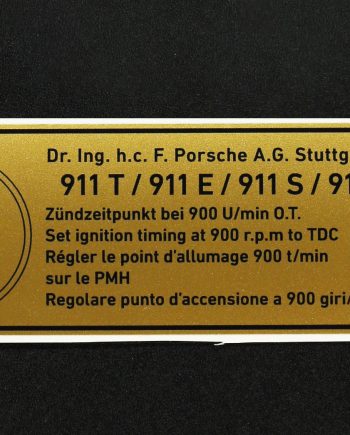 Dr. Ing. h.c. F. Porsche A.G. Stuttg
911 T / 911 E / 911 S / 91
Zündzeitpunkt bei 900 U/min O.T.
Set ignition timing at 900 r.p.m to TDC
Régler le point d'allumage 900 t/min
sur le PMH
Regolare punto d'accensione a 900 giri/